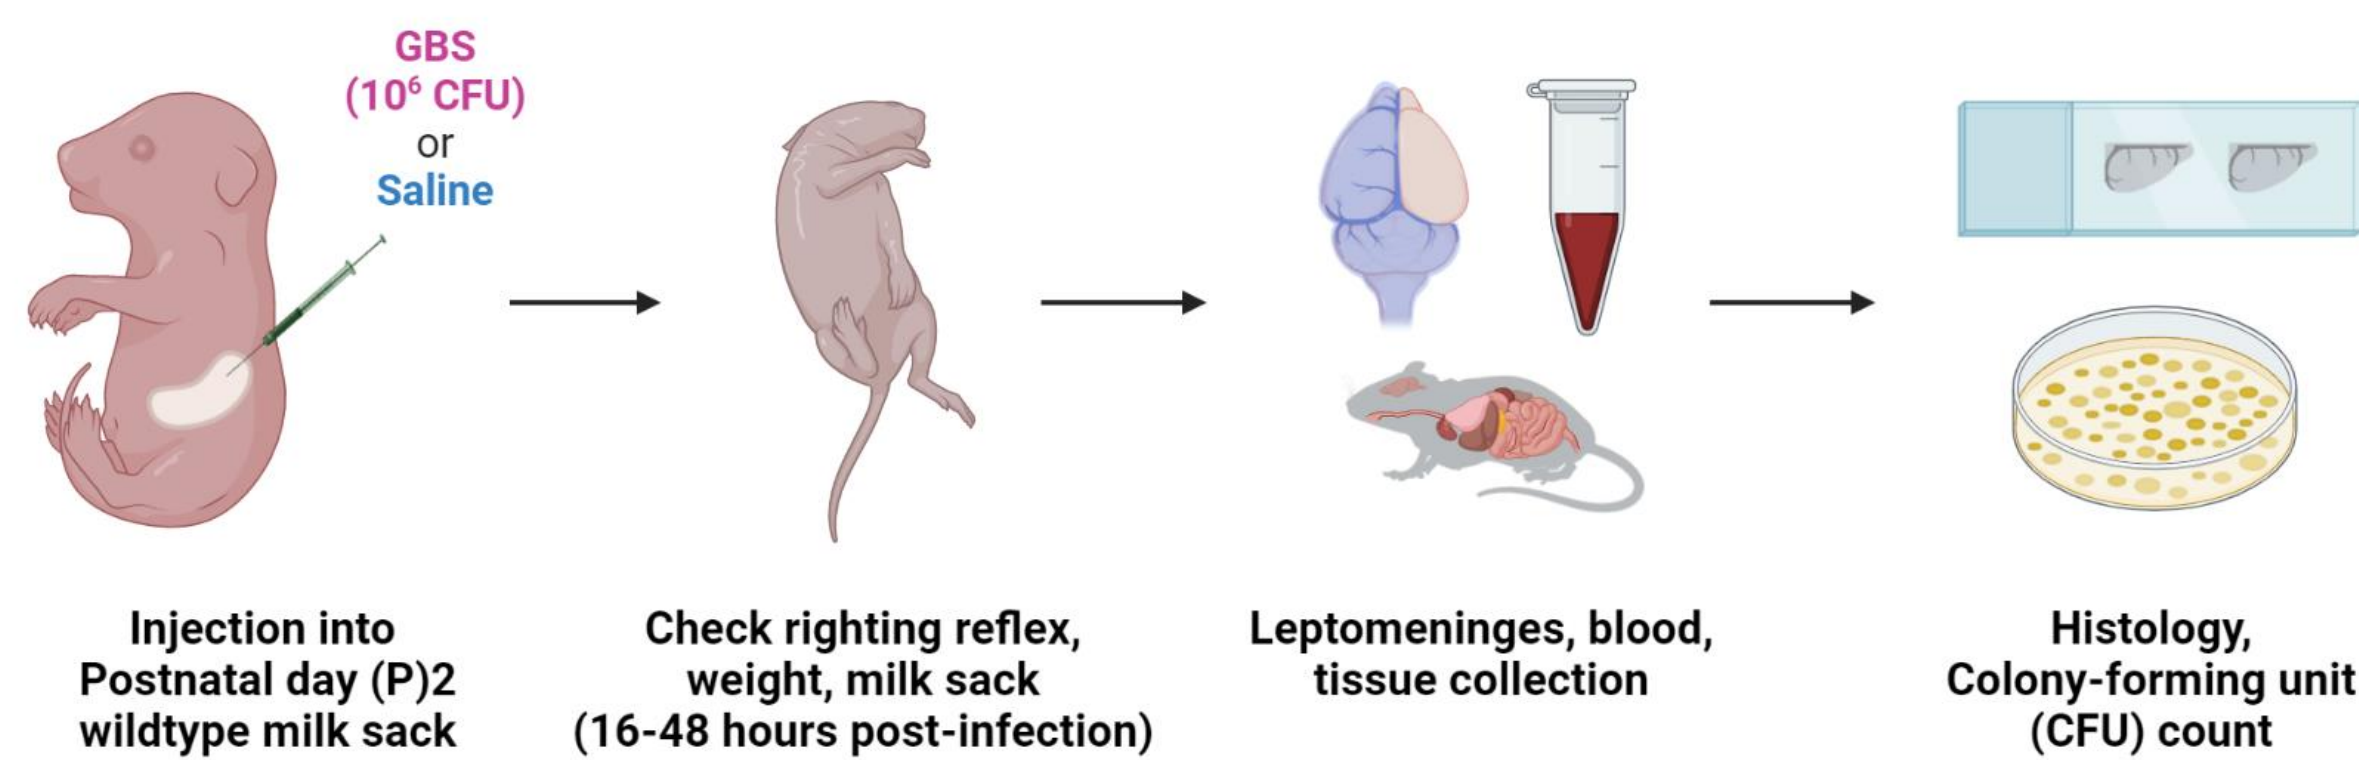 GBS
(10⁶ CFU)
or
Saline
Injection into
Postnatal day (P)2
wildtype milk sack
Check righting reflex,
weight, milk sack
(16-48 hours post-infection)
Leptomeninges, blood,
tissue collection
Histology,
Colony-forming unit
(CFU) count